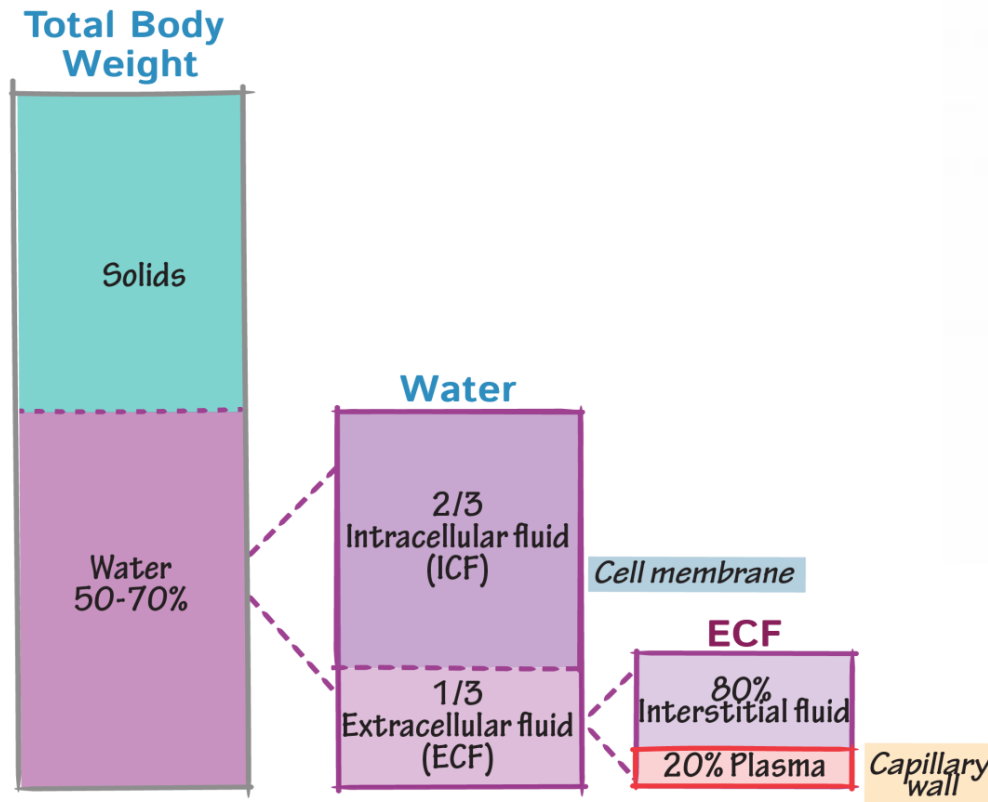 Total Body
Weight
Solids
Water
50-70%
Water
2/3
Intracellular fluid
(ICF)
1/3
Extracellular fluid
(ECF)
Cell membrane
ECF
80%
Interstitial fluid
20% Plasma
Capillary
wall